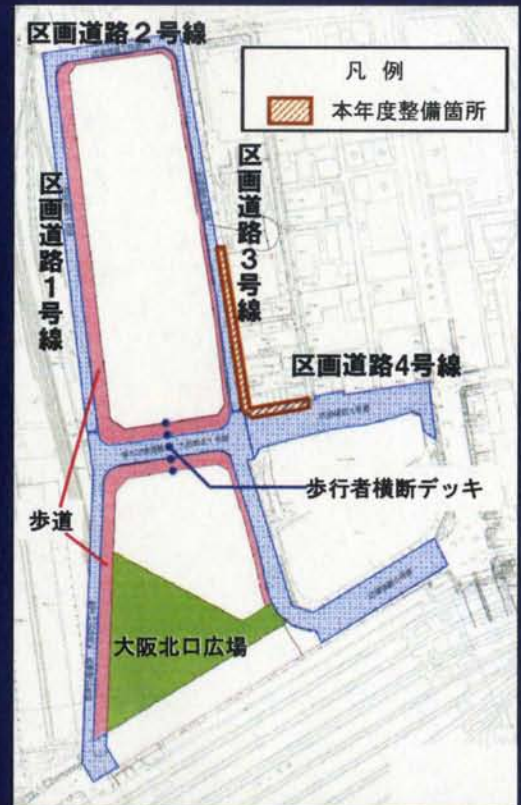 区画道路２号線
凡 例
本年度整備箇所
区画道路1号線
区画道路3号線
区画道路4号線
歩行者横断デッキ
歩道
大阪北口広場